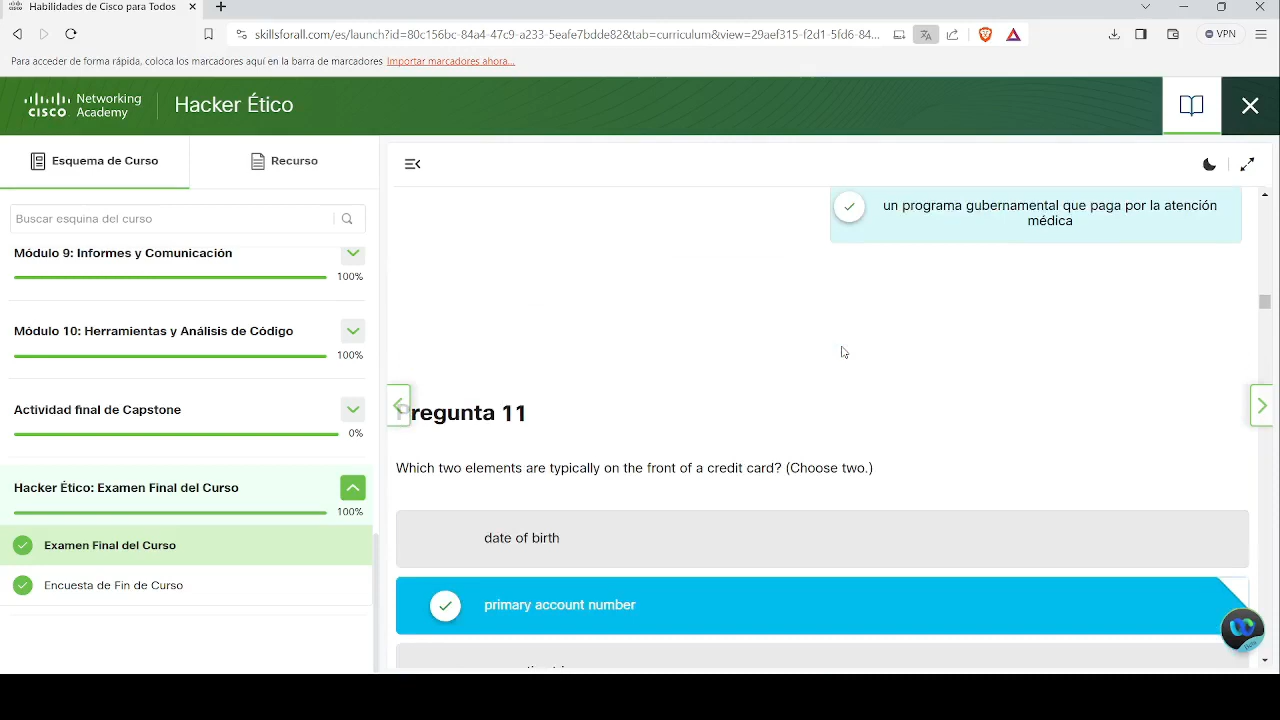 Habilidades de Cisco para Todos
skillsforall.com/es/launch?id=80c156bc-84a4-47c9-a233-5eafe7bdde82&tab=curriculum&view=29aef315-f2d1-5fd6-84...
VPN
Para acceder de forma rápida, coloca los marcadores aquí en la barra de marcadores Importar marcadores ahora...
cisco Networking Academy
Hacker Ético
Esquema de Curso
Recurso
Buscar esquina del curso
Módulo 9: Informes y Comunicación
100%
Módulo 10: Herramientas y Análisis de Código
100%
Actividad final de Capstone
0%
Hacker Ético: Examen Final del Curso
100%
Examen Final del Curso
Encuesta de Fin de Curso
un programa gubernamental que paga por la atención
médica
Pregunta 11
Which two elements are typically on the front of a credit card? (Choose two.)
date of birth
primary account number